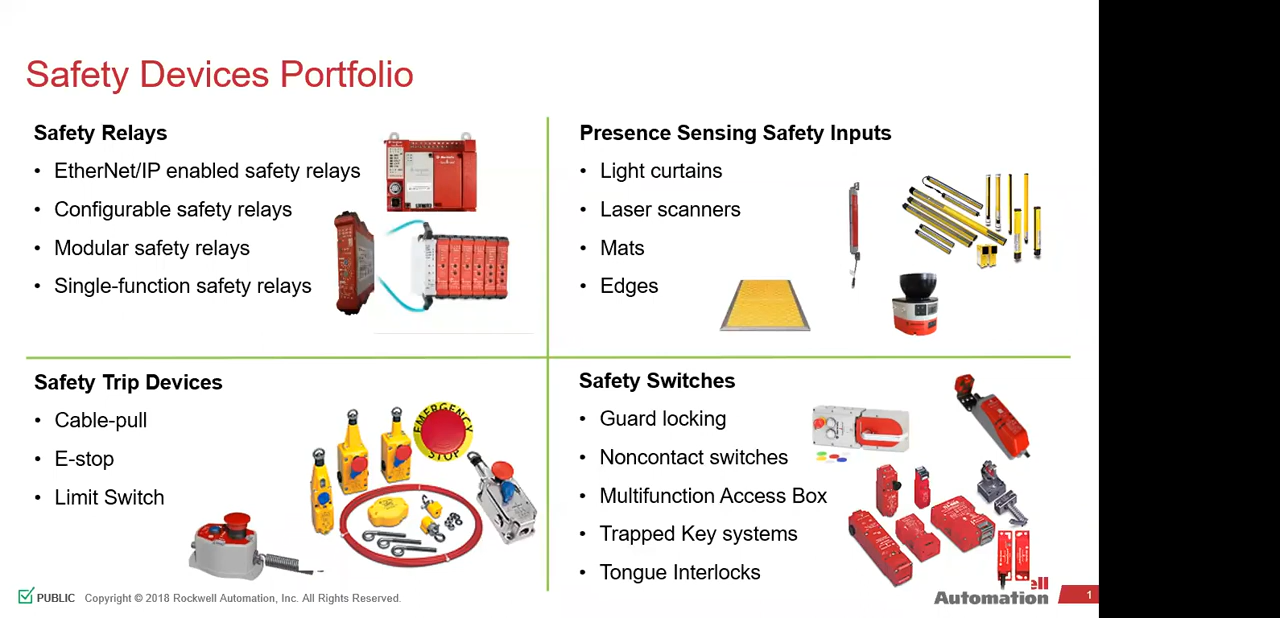 Safety Devices Portfolio
Safety Relays
• EtherNet/IP enabled safety relays
• Configurable safety relays
• Modular safety relays
• Single-function safety relays
Presence Sensing Safety Inputs
• Light curtains
• Laser scanners
• Mats
• Edges
Safety Trip Devices
• Cable-pull
• E-stop
• Limit Switch
EMERGENCY
STOP
Safety Switches
• Guard locking
• Noncontact switches
• Multifunction Access Box
• Trapped Key systems
• Tongue Interlocks
PUBLIC Copyright © 2018 Rockwell Automation, Inc. All Rights Reserved.
ell
Automation
1